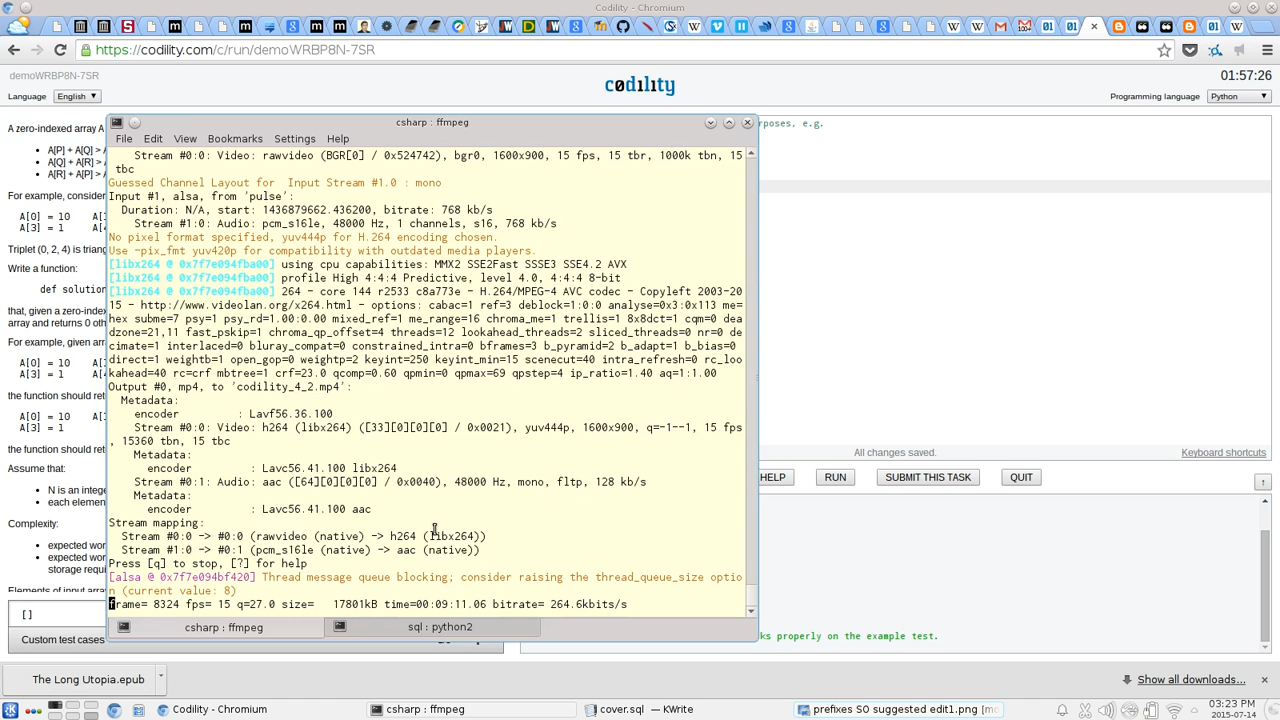 Codility - Chromium
https://codility.com/c/run/demoWRBP8N-7SR
demoWRBP8N-7SR
01:57:26
Language
English
codility
Programming language
Python
A zero-indexed array A
A[P] + A[Q] >
A[Q] + A[R] >
A[R] + A[P] >
For example, conside
A[0] = 10    A[
A[3] = 1     A[
Triplet (0, 2, 4) is triang
Write a function:
def solution
that, given a zero-index
array and returns 0 oth
For example, given arra
A[0] = 10    A[
A[3] = 1     A[
the function should ret
A[0] = 10    A[
A[3] = 1     A[
the function should retu
Assume that:
N is an intege
each elemen
Complexity:
expected wor
expected wor
storage requi
Elements of input array
[]
Custom test cases
rposes, e.g.
csharp : ffmpeg
File Edit View Bookmarks Settings Help
Stream #0:0: Video: rawvideo (BGR[0] / 0x524742), bgr0, 1600x900, 15 fps, 15 tbr, 1000k tbn, 15
tbc
Guessed Channel Layout for  Input Stream #1.0 : mono
Input #1, alsa, from 'pulse':
Duration: N/A, start: 1436879662.436200, bitrate: 768 kb/s
Stream #1:0: Audio: pcm_s16le, 48000 Hz, 1 channels, s16, 768 kb/s
No pixel format specified, yuv444p for H.264 encoding chosen.
Use -pix_fmt yuv420p for compatibility with outdated media players.
[libx264 @ 0x7f7e094fba00] using cpu capabilities: MMX2 SSE2Fast SSSE3 SSE4.2 AVX
[libx264 @ 0x7f7e094fba00] profile High 4:4:4 Predictive, level 4.0, 4:4:4 8-bit
[libx264 @ 0x7f7e094fba00] 264 - core 144 r2533 c8a773e - H.264/MPEG-4 AVC codec - Copyleft 2003-20
15 - http://www.videolan.org/x264.html - options: cabac=1 ref=3 deblock=1:0:0 analyse=0x3:0x113 me=
hex subme=7 psy=1 psy_rd=1.00:0.00 mixed_ref=1 me_range=16 chroma_me=1 trellis=1 8x8dct=1 cqm=0 dea
dzone=21,11 fast_pskip=1 chroma_qp_offset=4 threads=12 lookahead_threads=2 sliced_threads=0 nr=0 de
cimate=1 interlaced=0 bluray_compat=0 constrained_intra=0 bframes=3 b_pyramid=2 b_adapt=1 b_bias=0
direct=1 weightb=1 open_gop=0 weightp=2 keyint=250 keyint_min=15 scenecut=40 intra_refresh=0 rc_loo
kahead=40 rc=crf mbtree=1 crf=23.0 qcomp=0.60 qpmin=0 qpmax=69 qpstep=4 ip_ratio=1.40 aq=1:1.00
Output #0, mp4, to 'codility_4_2.mp4':
Metadata:
encoder         : Lavf56.36.100
Stream #0:0: Video: h264 (libx264) ([33][0][0][0] / 0x0021), yuv444p, 1600x900, q=-1--1, 15 fps
, 15360 tbn, 15 tbc
Metadata:
encoder         : Lavc56.41.100 libx264
Stream #0:1: Audio: aac ([64][0][0][0] / 0x0040), 48000 Hz, mono, fltp, 128 kb/s
Metadata:
encoder         : Lavc56.41.100 aac
Stream mapping:
Stream #0:0 -> #0:0 (rawvideo (native) -> h264 (libx264))
Stream #1:0 -> #0:1 (pcm_s16le (native) -> aac (native))
Press [q] to stop, [?] for help
[alsa @ 0x7f7e094bf420] Thread message queue blocking; consider raising the thread_queue_size optio
n (current value: 8)
frame= 8324 fps= 15 q=27.0 size=   17801kB time=00:09:11.06 bitrate= 264.6kbits/s
csharp : ffmpeg
sql : python2
All changes saved.
Keyboard shortcuts
HELP
RUN
SUBMIT THIS TASK
QUIT
ks properly on the example test.
The Long Utopia.epub
Show all downloads...
Codility - Chromium
csharp : ffmpeg
cover.sql — KWrite
prefixes SO suggested edit1.png [mo
03:23 PM
2015-07-14